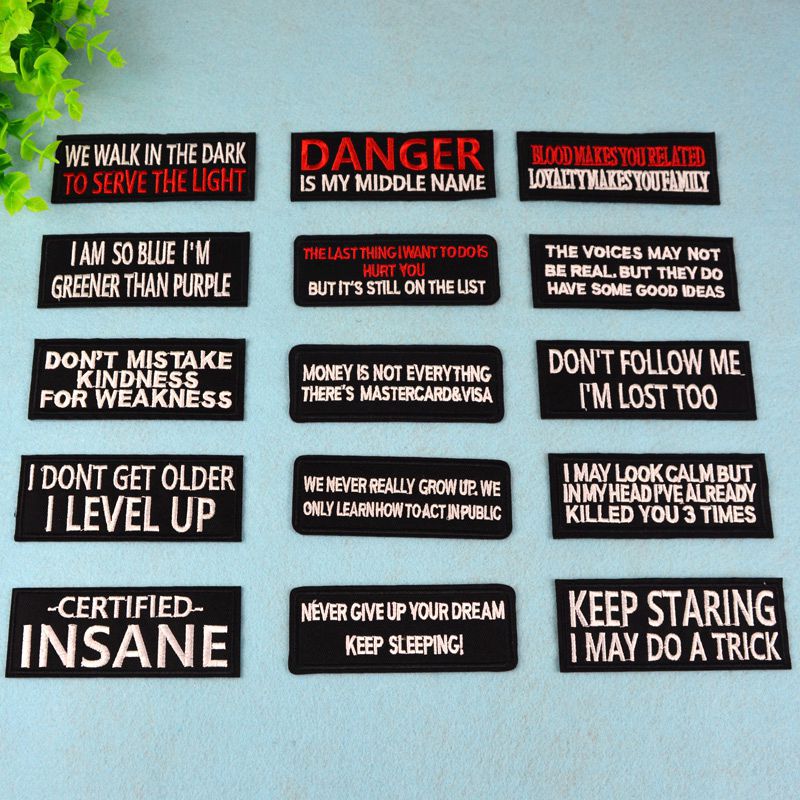 WE WALK IN THE DARK
TO SERVE THE LIGHT
DANGER
IS MY MIDDLE NAME
BLOOD MAKES YOU RELATED
LOYALTY MAKES YOU FAMILY
I AM SO BLUE I'M
GREENER THAN PURPLE
THE LAST THING I WANT TO DO IS
HURT YOU
BUT IT'S STILL ON THE LIST
THE VOICES MAY NOT
BE REAL. BUT THEY DO
HAVE SOME GOOD IDEAS
DON'T MISTAKE
KINDNESS
FOR WEAKNESS
MONEY IS NOT EVERYTHNG
THERE'S MASTERCARD&VISA
DON'T FOLLOW ME
I'M LOST TOO
I DONT GET OLDER
I LEVEL UP
WE NEVER REALLY GROW UP. WE
ONLY LEARN HOW TO ACT IN PUBLIC
I MAY LOOK CALM BUT
IN MY HEAD I'VE ALREADY
KILLED YOU 3 TIMES
-CERTIFIED-
INSANE
NEVER GIVE UP YOUR DREAM
KEEP SLEEPING!
KEEP STARING
I MAY DO A TRICK